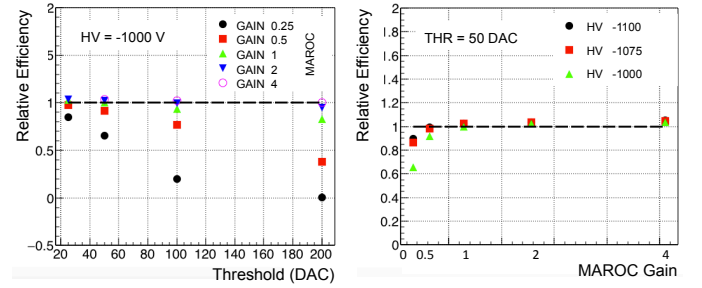 Relative Efficiency
2
5
1
0.5
0
−0.5
HV = -1000 V
GAIN 0.25
GAIN 0.5
GAIN 1
GAIN 2
GAIN 4
MAROC
20 40 60 80 100 120 140 160 180 200
Threshold (DAC)
Relative Efficiency
2
1.8
1.6
1.4
1.2
1
0.8
0.6
0.4
0.2
0
THR = 50 DAC
HV -1100
HV -1075
HV -1000
0 0.5 1 2 4
MAROC Gain